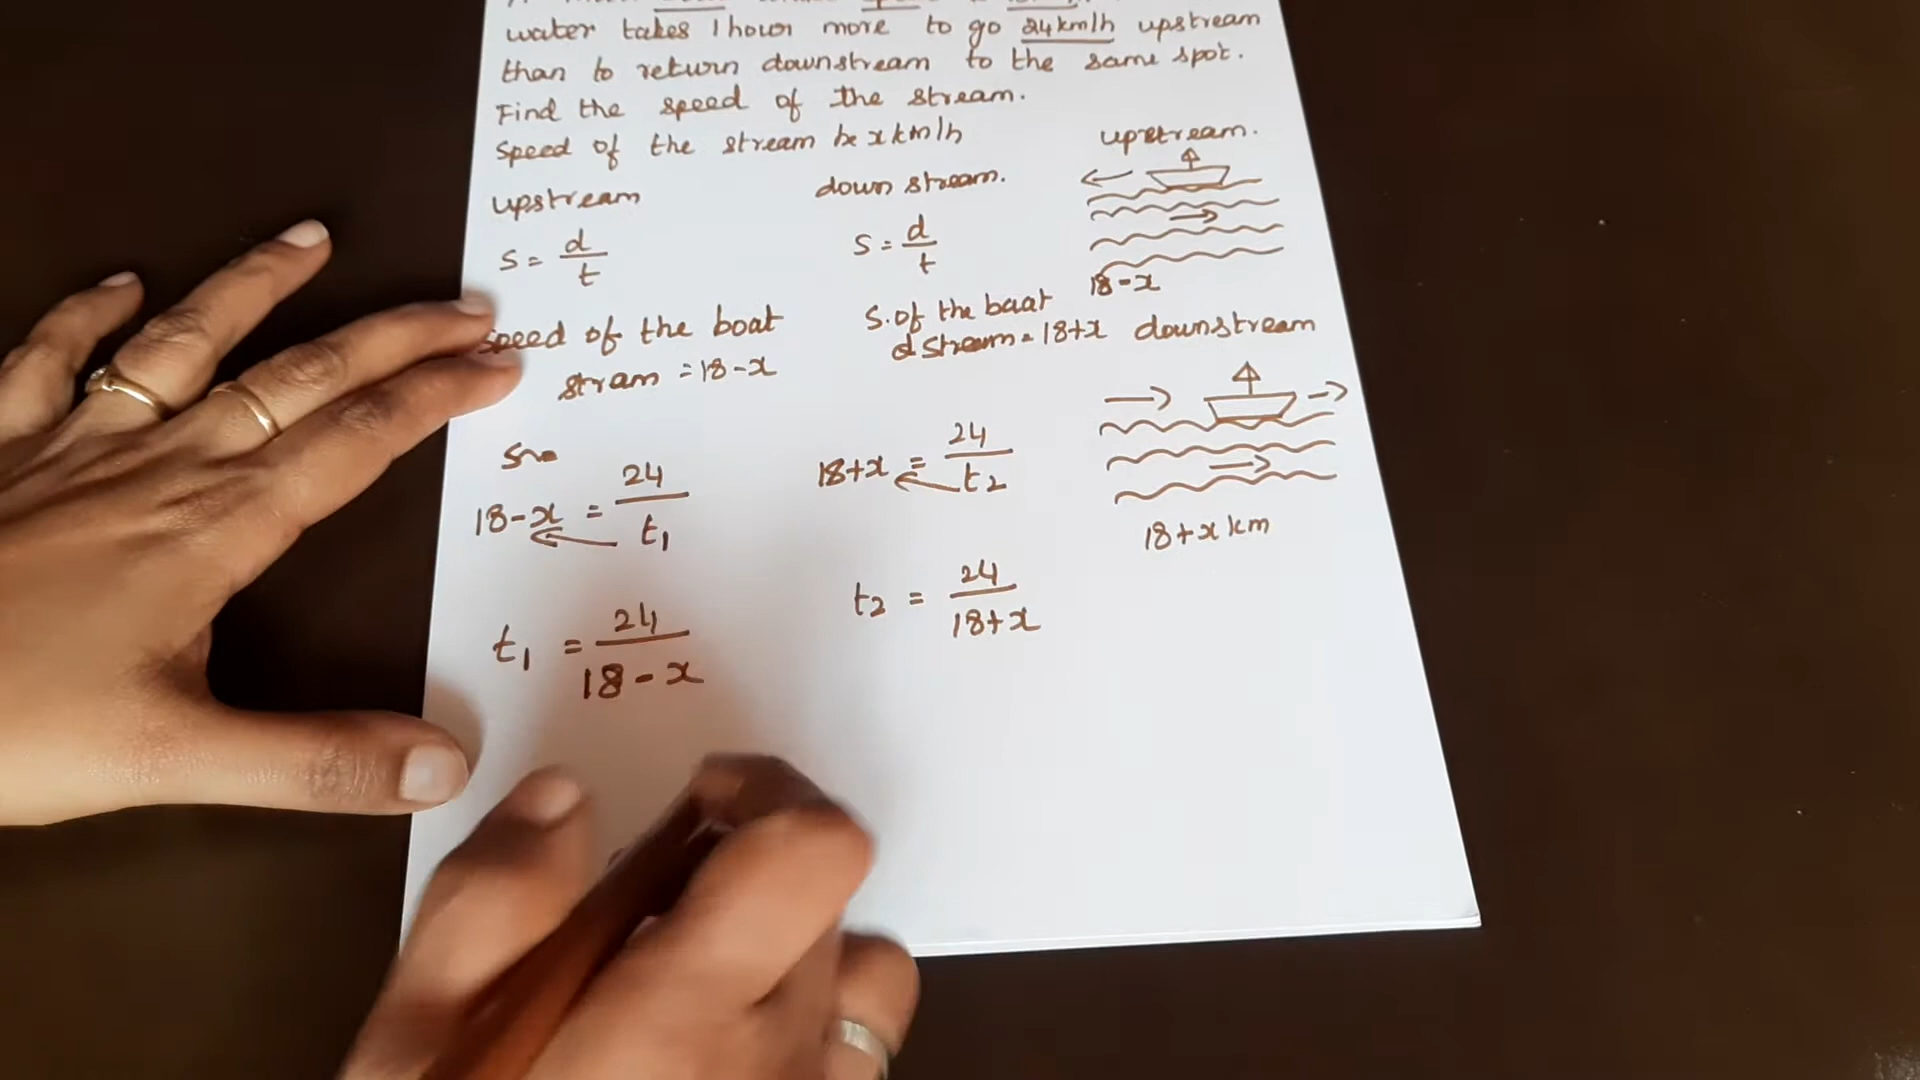 water takes 1 hour more to go 24km/h upstream
than to return downstream to the same spot.
Find the speed of the stream.
Speed of the stream be x km/h
upstream
S = d/t
Speed of the boat
stram = 18-x
18-x = 24/t1
t1 = 24/18-x
down stream.
S = d/t
S. of the baat
d stream = 18+x
18+x = 24/t2
t2 = 24/18+x
upstream.
18-x
downstream
18+x km